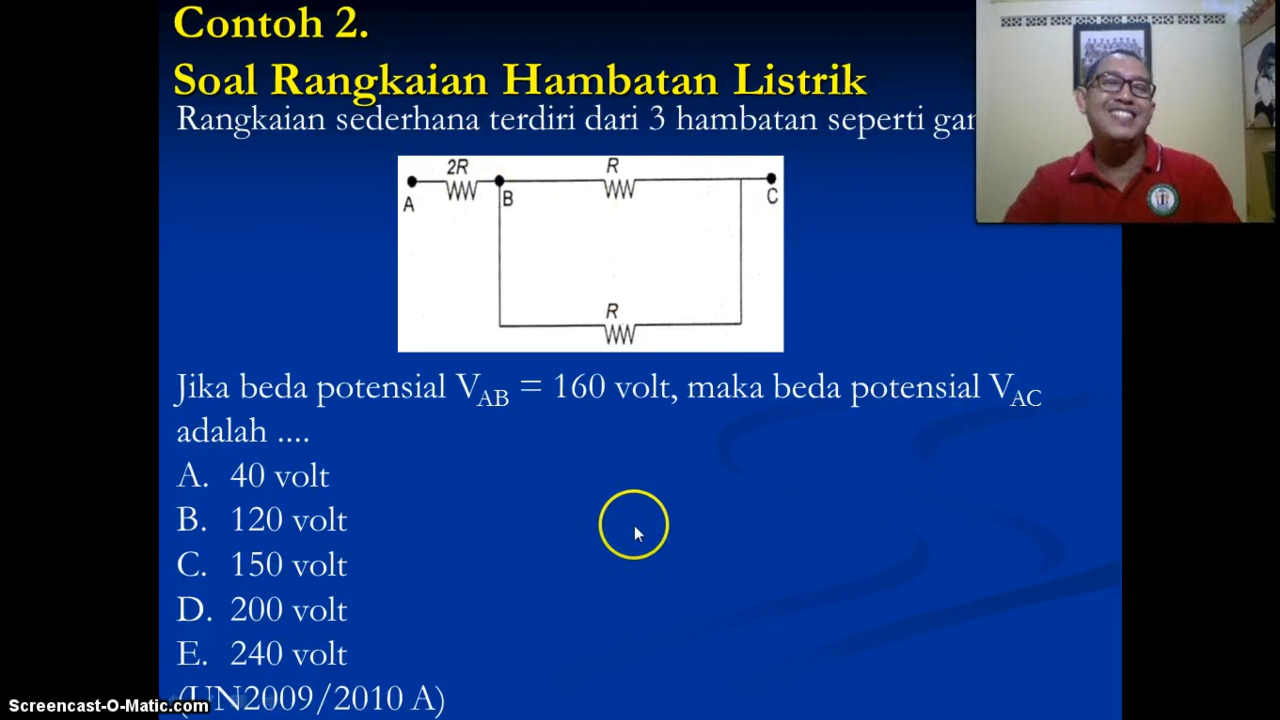 Contoh 2.
Soal Rangkaian Hambatan Listrik
Rangkaian sederhana terdiri dari 3 hambatan seperti
2R
R
A
B
C
R
Jika beda potensial VAB = 160 volt, maka beda potensial VAC
adalah ....
A. 40 volt
B. 120 volt
C. 150 volt
D. 200 volt
E. 240 volt
(UN2009/2010 A)
Screencast-O-Matic.com